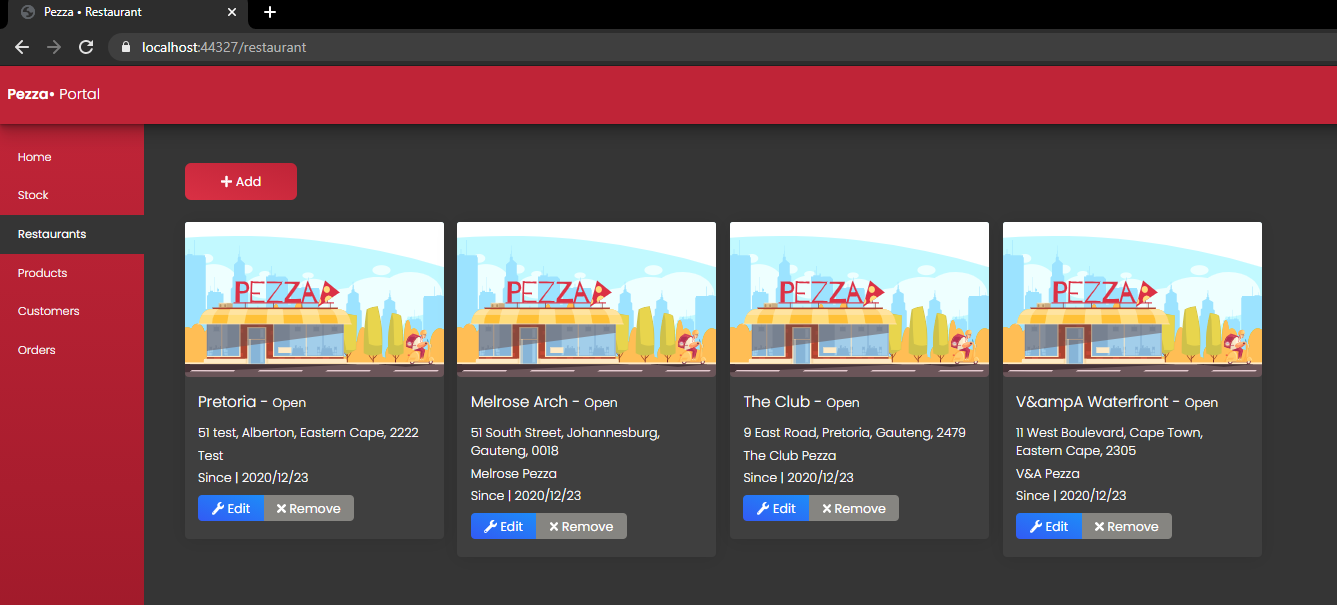 Pezza • Restaurant
localhost:44327/restaurant
Pezza• Portal
Home
Stock
Restaurants
Products
Customers
Orders
Add
PEZZA
Pretoria - Open
51 test, Alberton, Eastern Cape, 2222
Test
Since | 2020/12/23
Edit Remove
PEZZA
Melrose Arch - Open
51 South Street, Johannesburg,
Gauteng, 0018
Melrose Pezza
Since | 2020/12/23
Edit Remove
PEZZA
The Club - Open
9 East Road, Pretoria, Gauteng, 2479
The Club Pezza
Since | 2020/12/23
Edit Remove
PEZZA
V&ampA Waterfront - Open
11 West Boulevard, Cape Town,
Eastern Cape, 2305
V&A Pezza
Since | 2020/12/23
Edit Remove